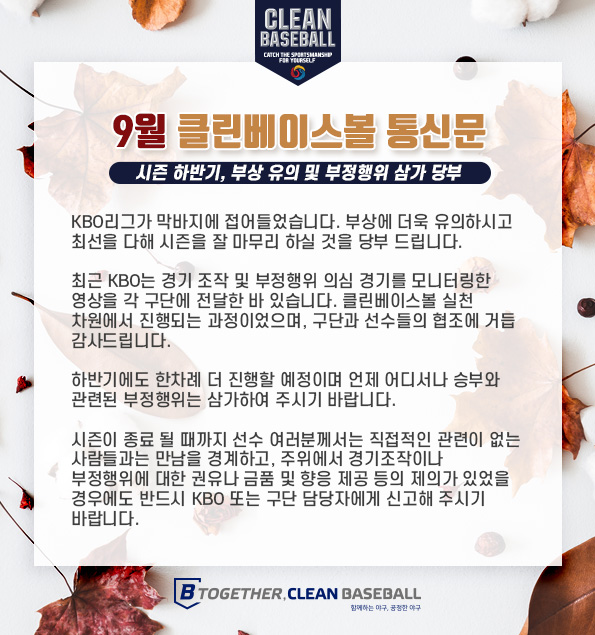 CLEAN
BASEBALL
CATCH THE SPORTSMANSHIP
FOR YOURSELF
9월 클린베이스볼 통신문
시즌 하반기, 부상 유의 및 부정행위 삼가 당부
KBO리그가 막바지에 접어들었습니다. 부상에 더욱 유의하시고
최선을 다해 시즌을 잘 마무리 하실 것을 당부 드립니다.
최근 KBO는 경기 조작 및 부정행위 의심 경기를 모니터링한
영상을 각 구단에 전달한 바 있습니다. 클린베이스볼 실천
차원에서 진행되는 과정이었으며, 구단과 선수들의 협조에 거듭
감사드립니다.
하반기에도 한차례 더 진행할 예정이며 언제 어디서나 승부와
관련된 부정행위는 삼가하여 주시기 바랍니다.
시즌이 종료 될 때까지 선수 여러분께서는 직접적인 관련이 없는
사람들과는 만남을 경계하고, 주위에서 경기조작이나
부정행위에 대한 권유나 금품 및 향응 제공 등의 제의가 있었을
경우에도 반드시 KBO 또는 구단 담당자에게 신고해 주시기
바랍니다.
B TOGETHER, CLEAN BASEBALL
함께하는 야구, 공정한 야구